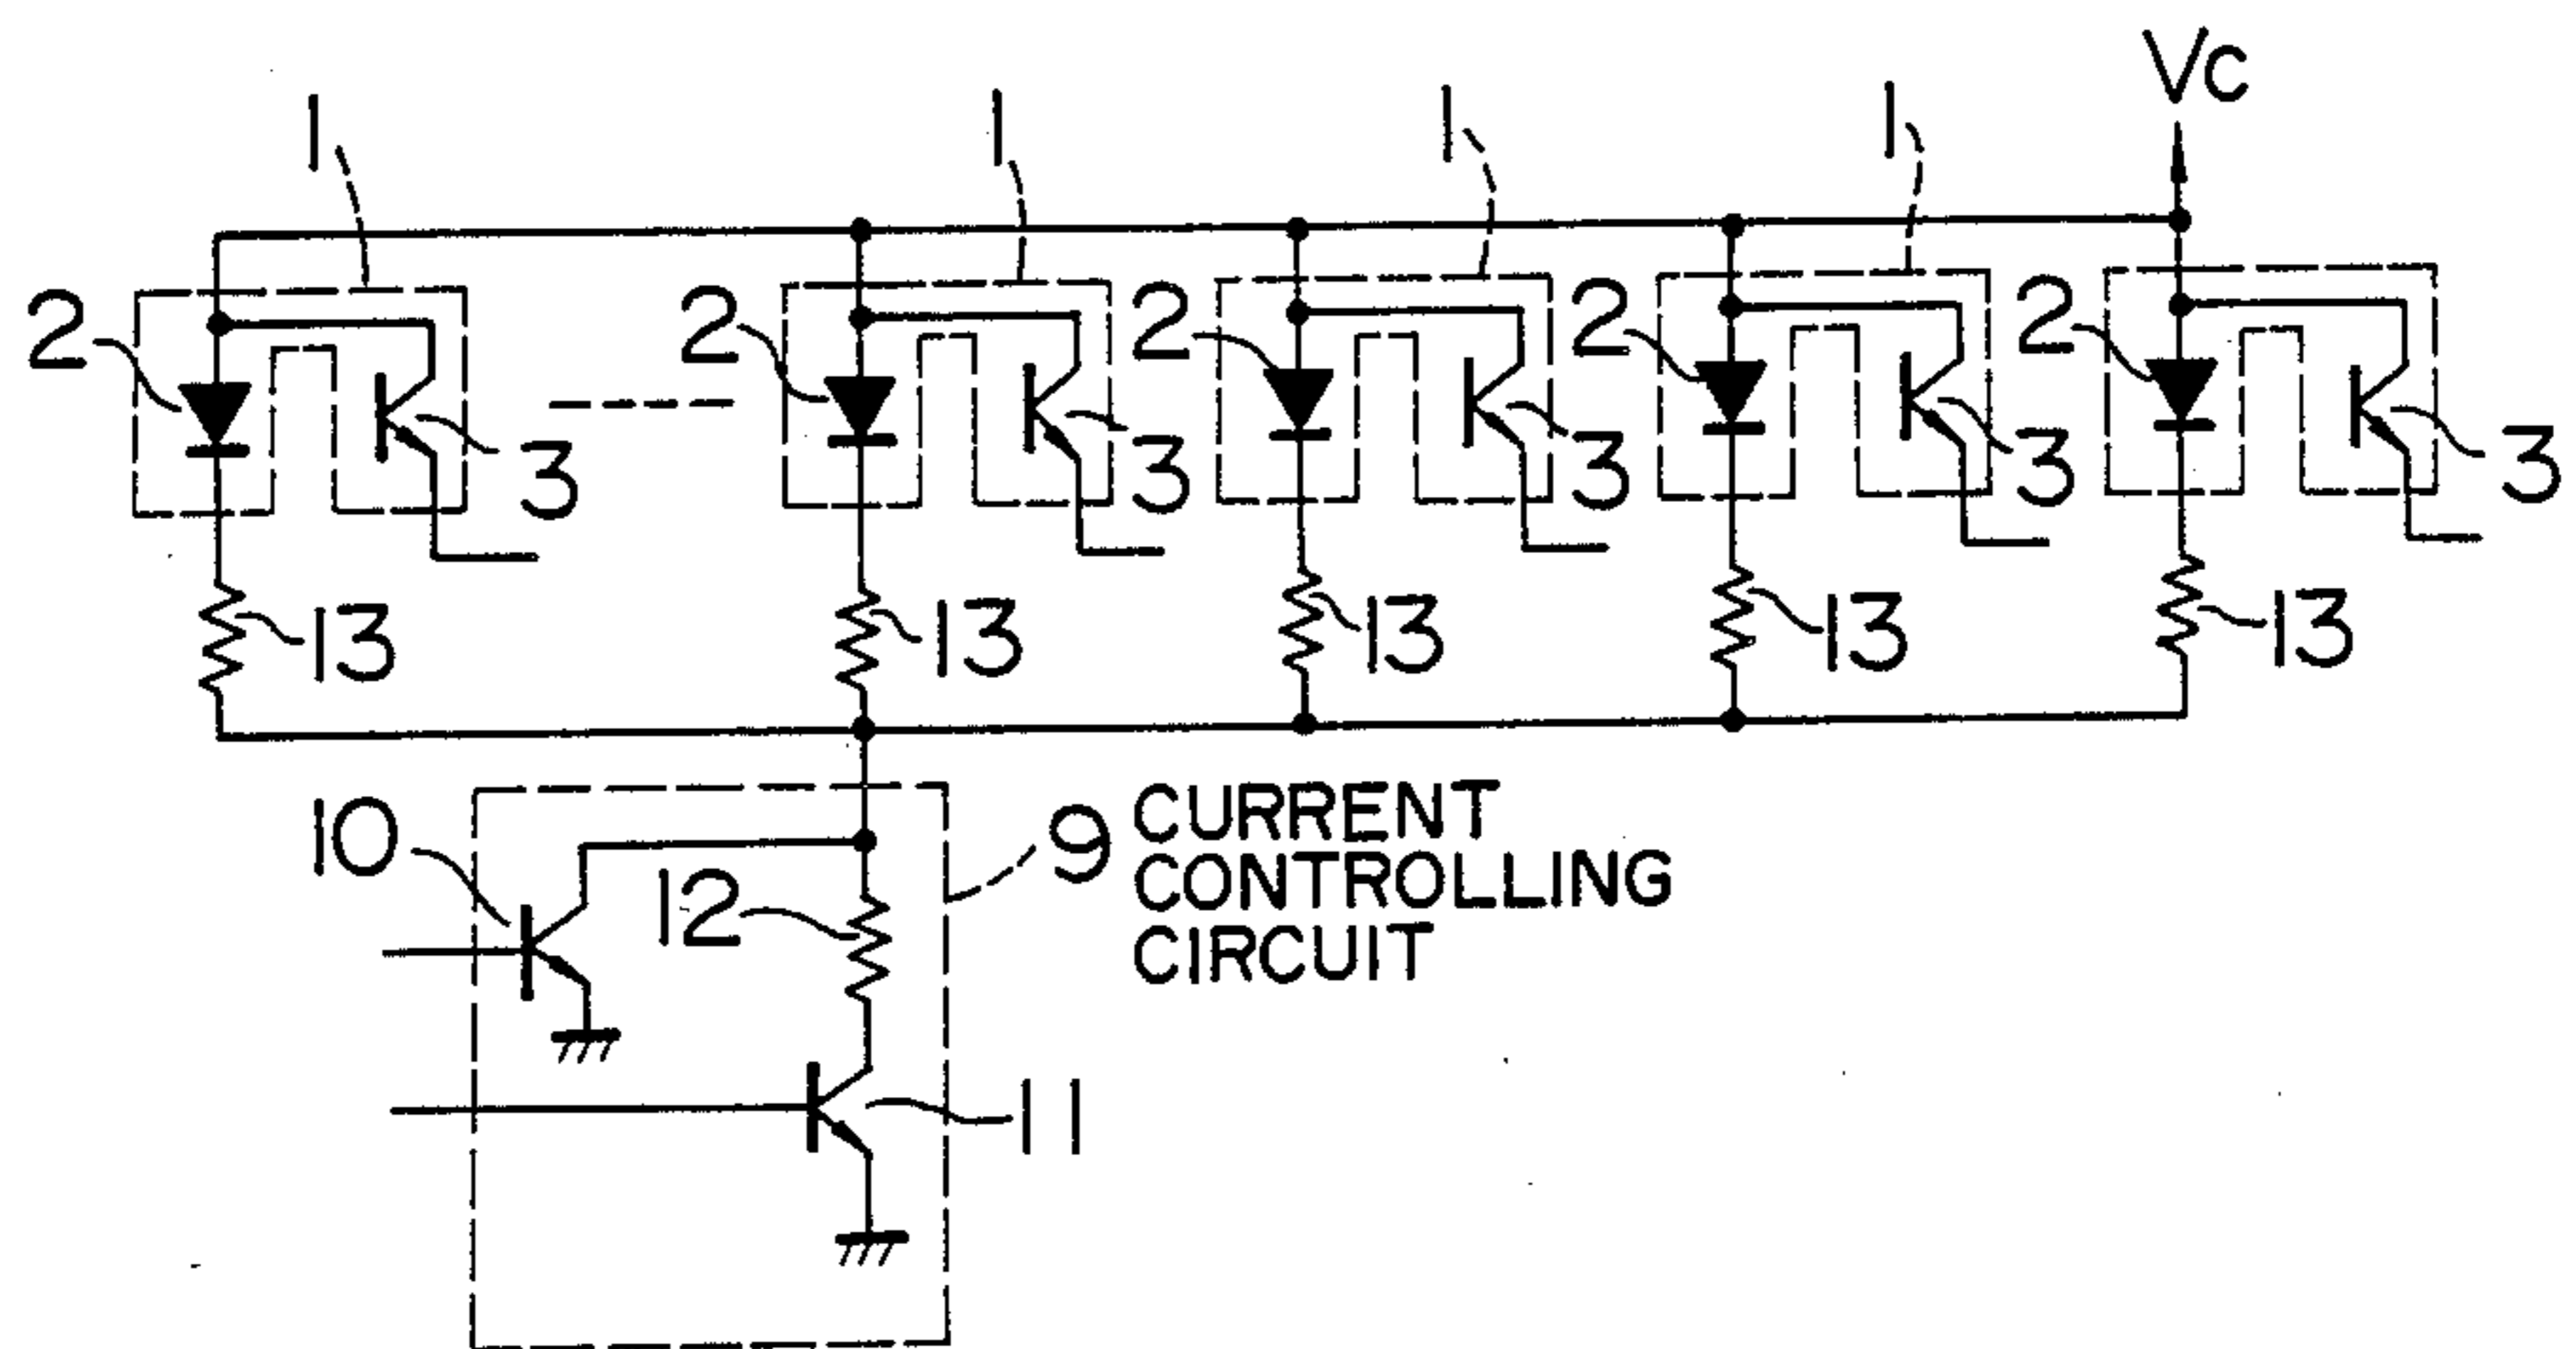 Vc
1 1 1 1
2 2 2 2 2
3 3 3 3 3
13 13 13 13 13
10 12 9 CURRENT
CONTROLLING
CIRCUIT
11